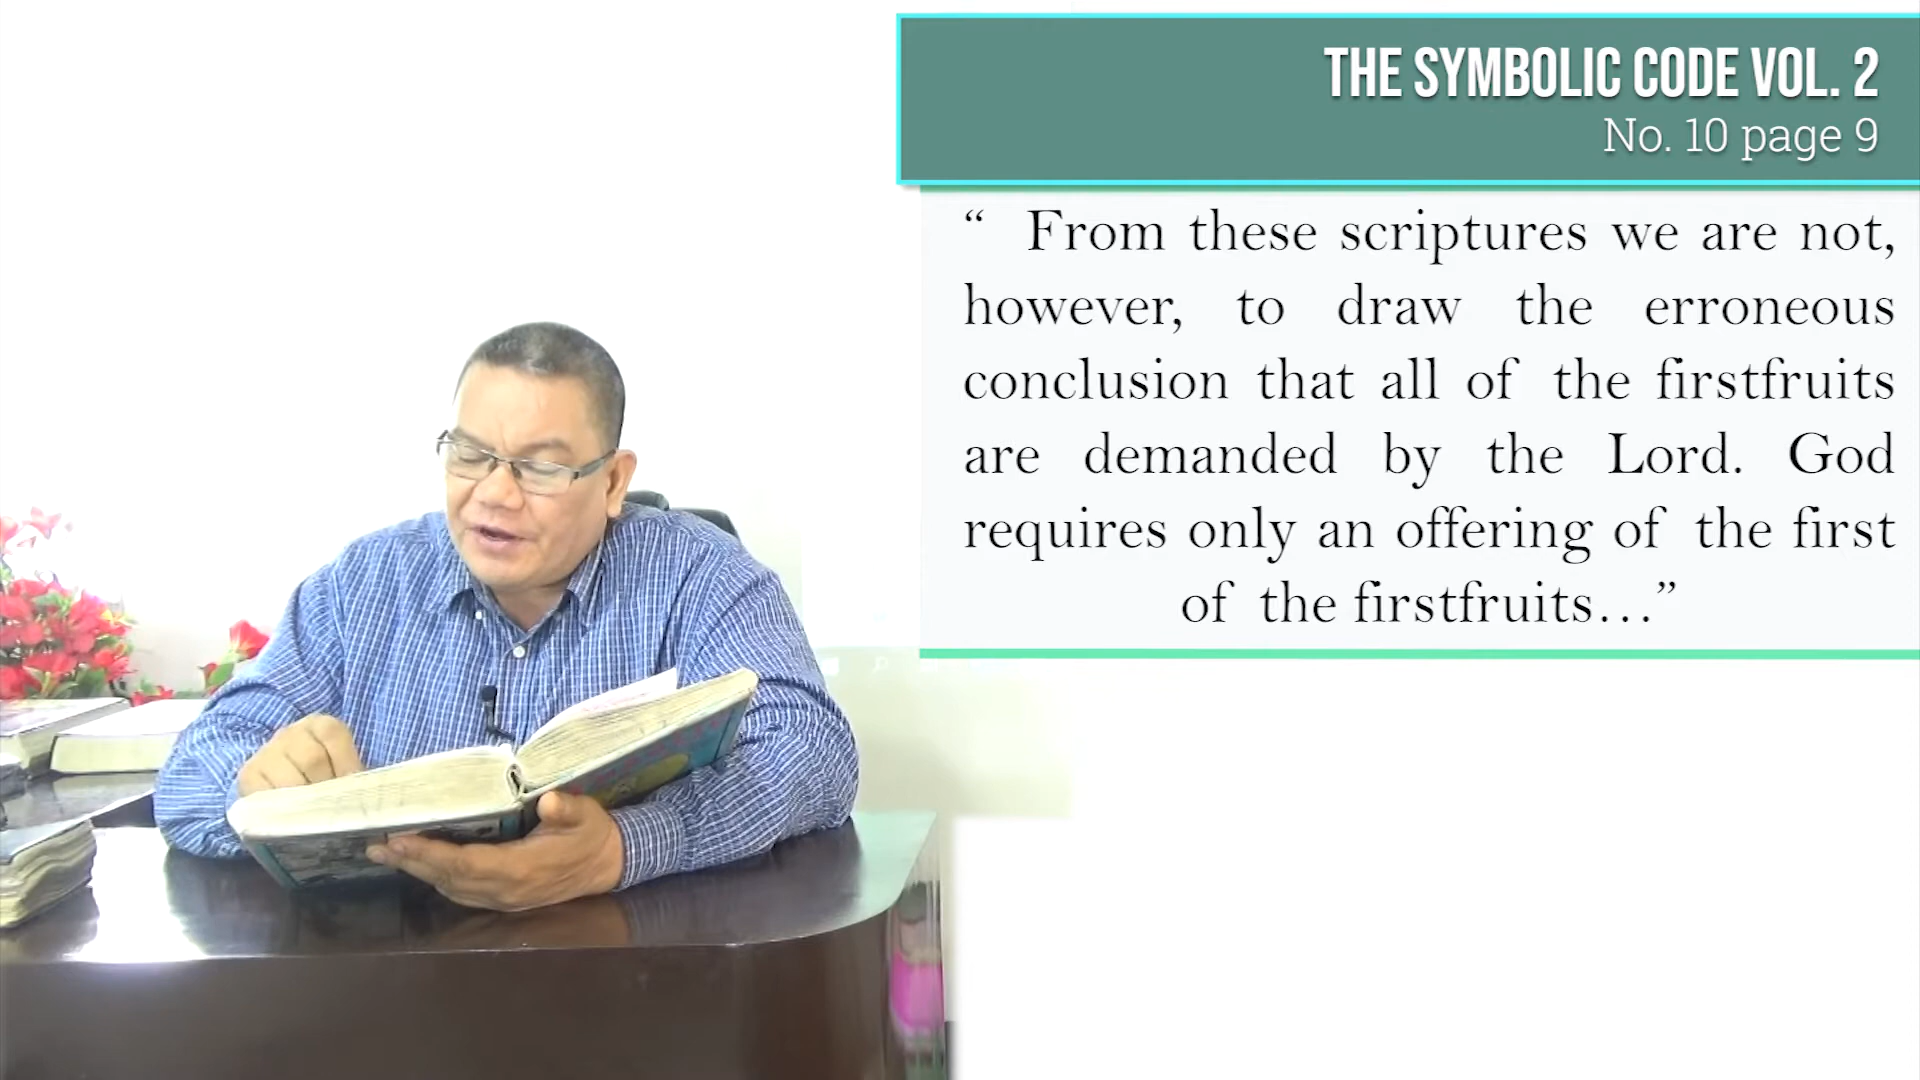 THE SYMBOLIC CODE VOL. 2
No. 10 page 9
“ From these scriptures we are not,
however, to draw the erroneous
conclusion that all of the firstfruits
are demanded by the Lord. God
requires only an offering of the first
of the firstfruits…”